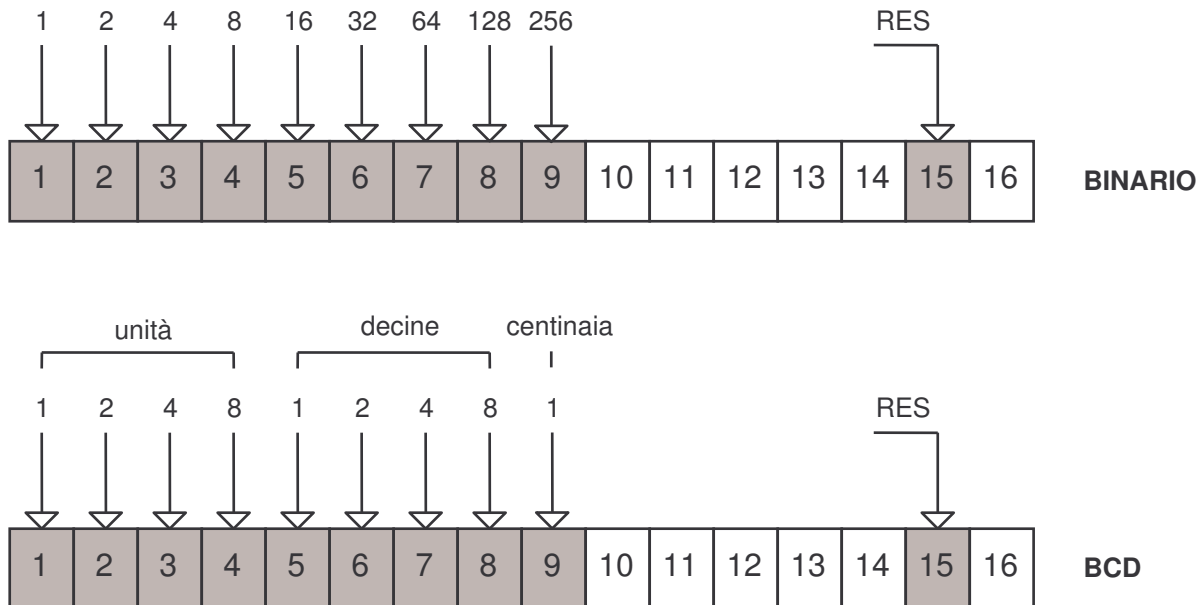 1 2 4 8 16 32 64 128 256 RES
1 2 3 4 5 6 7 8 9 10 11 12 13 14 15 16 BINARIO
unità decine centinaia
1 2 4 8 1 2 4 8 1 RES
1 2 3 4 5 6 7 8 9 10 11 12 13 14 15 16 BCD